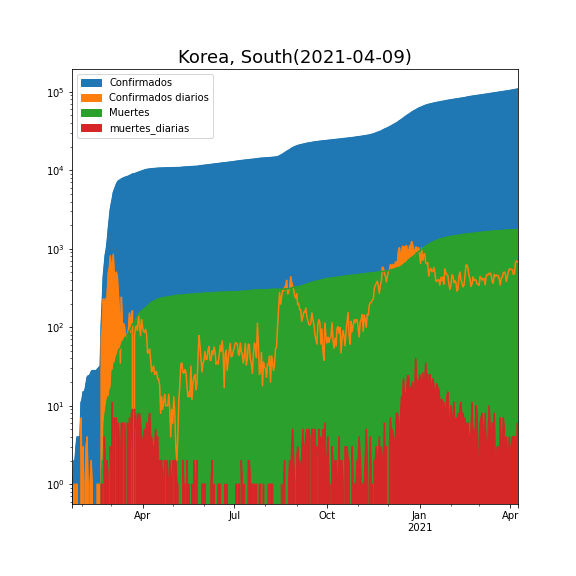 Korea, South(2021-04-09)
Confirmados
Confirmados diarios
Muertes
muertes_diarias
10⁵
10⁴
10³
10²
10¹
10⁰
Apr Jul Oct Jan Apr
2021